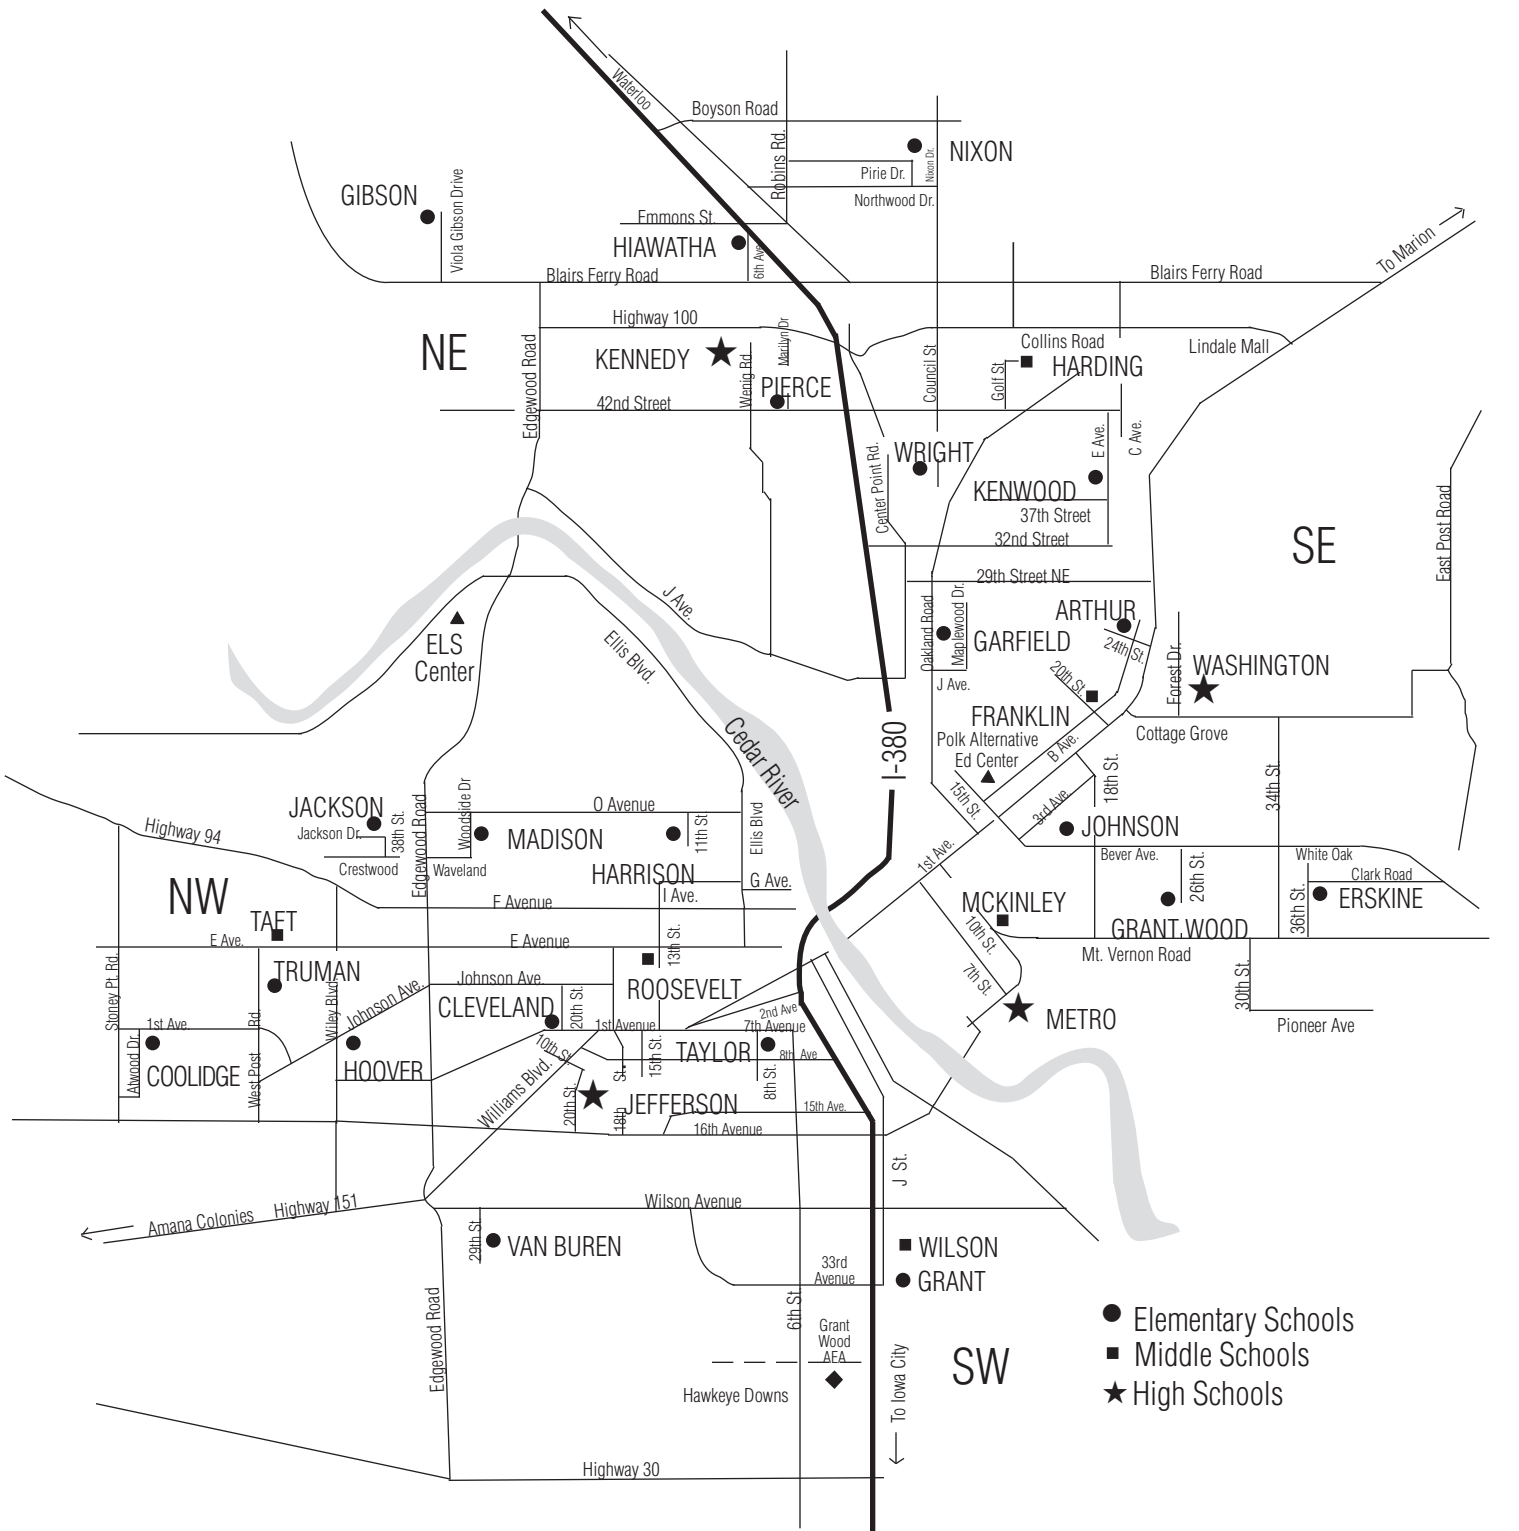 Waterloo
Boyson Road
Robins Rd.
NIXON
Nixon Dr.
Pirie Dr.
Northwood Dr.
GIBSON
Viola Gibson Drive
Emmons St.
HIAWATHA
6th Ave
To Marion
Blairs Ferry Road
Blairs Ferry Road
Highway 100
NE
KENNEDY
Marilyn Dr
Edgewood Road
Wenig Rd.
PIERCE
42nd Street
Council St
Collins Road
Lindale Mall
HARDING
Golf St
WRIGHT
Center Point Rd.
E Ave.
C Ave.
KENWOOD
37th Street
32nd Street
SE
East Post Road
29th Street NE
J Ave.
Ellis Blvd.
ELS
Center
ARTHUR
Oakland Road
Maplewood Dr.
GARFIELD
24th St.
20th St.
J Ave.
Forest Dr.
WASHINGTON
FRANKLIN
Polk Alternative
Ed Center
B Ave.
Cottage Grove
Cedar River
I-380
15th St.
3rd Ave.
18th St.
34th St.
JACKSON
Jackson Dr.
38th St.
Highway 94
Crestwood
Edgewood Road
Woodside Dr
Waveland
O Avenue
MADISON
11th St
Ellis Blvd
HARRISON
G Ave.
I Ave.
JOHNSON
1st Ave.
Bever Ave.
White Oak
Clark Road
26th St.
36th St.
ERSKINE
MCKINLEY
GRANT WOOD
Mt. Vernon Road
10th St.
7th St.
30th St.
Pioneer Ave
METRO
NW
F Avenue
TAFT
E Ave.
E Avenue
13th St.
TRUMAN
Stoney Pt. Rd.
Wiley Blvd
Johnson Ave.
Johnson Ave.
CLEVELAND
20th St.
ROOSEVELT
2nd Ave
1st Ave.
West Post Rd.
1st Avenue
7th Avenue
10th St.
15th St.
TAYLOR
8th Ave
Atwood Dr.
COOLIDGE
HOOVER
Williams Blvd.
20th St.
18th St.
8th St.
JEFFERSON
15th Ave.
16th Avenue
J St.
Amana Colonies
Highway 151
Wilson Avenue
29th St
VAN BUREN
WILSON
GRANT
33rd
Avenue
6th St.
Edgewood Road
Grant
Wood
AEA
Hawkeye Downs
To Iowa City
SW
Elementary Schools
Middle Schools
High Schools
Highway 30